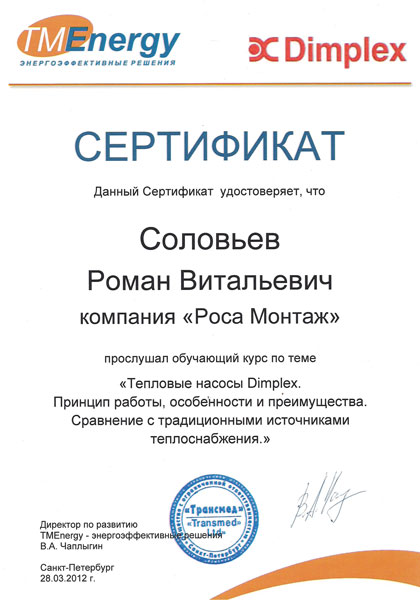 TMEnergy
ЭНЕРГОЭФФЕКТИВНЫЕ РЕШЕНИЯ
Dimplex
СЕРТИФИКАТ
Данный Сертификат удостоверяет, что
Соловьев
Роман Витальевич
компания «Роса Монтаж»
прослушал обучающий курс по теме
«Тепловые насосы Dimplex.
Принцип работы, особенности и преимущества.
Сравнение с традиционными источниками
теплоснабжения.»
«Трансмед»
"Transmed"
Ltd
Санкт-Петербург
Директор по развитию
TMEnergy - энергоэффективные решения
В.А. Чаплыгин
Санкт-Петербург
28.03.2012 г.